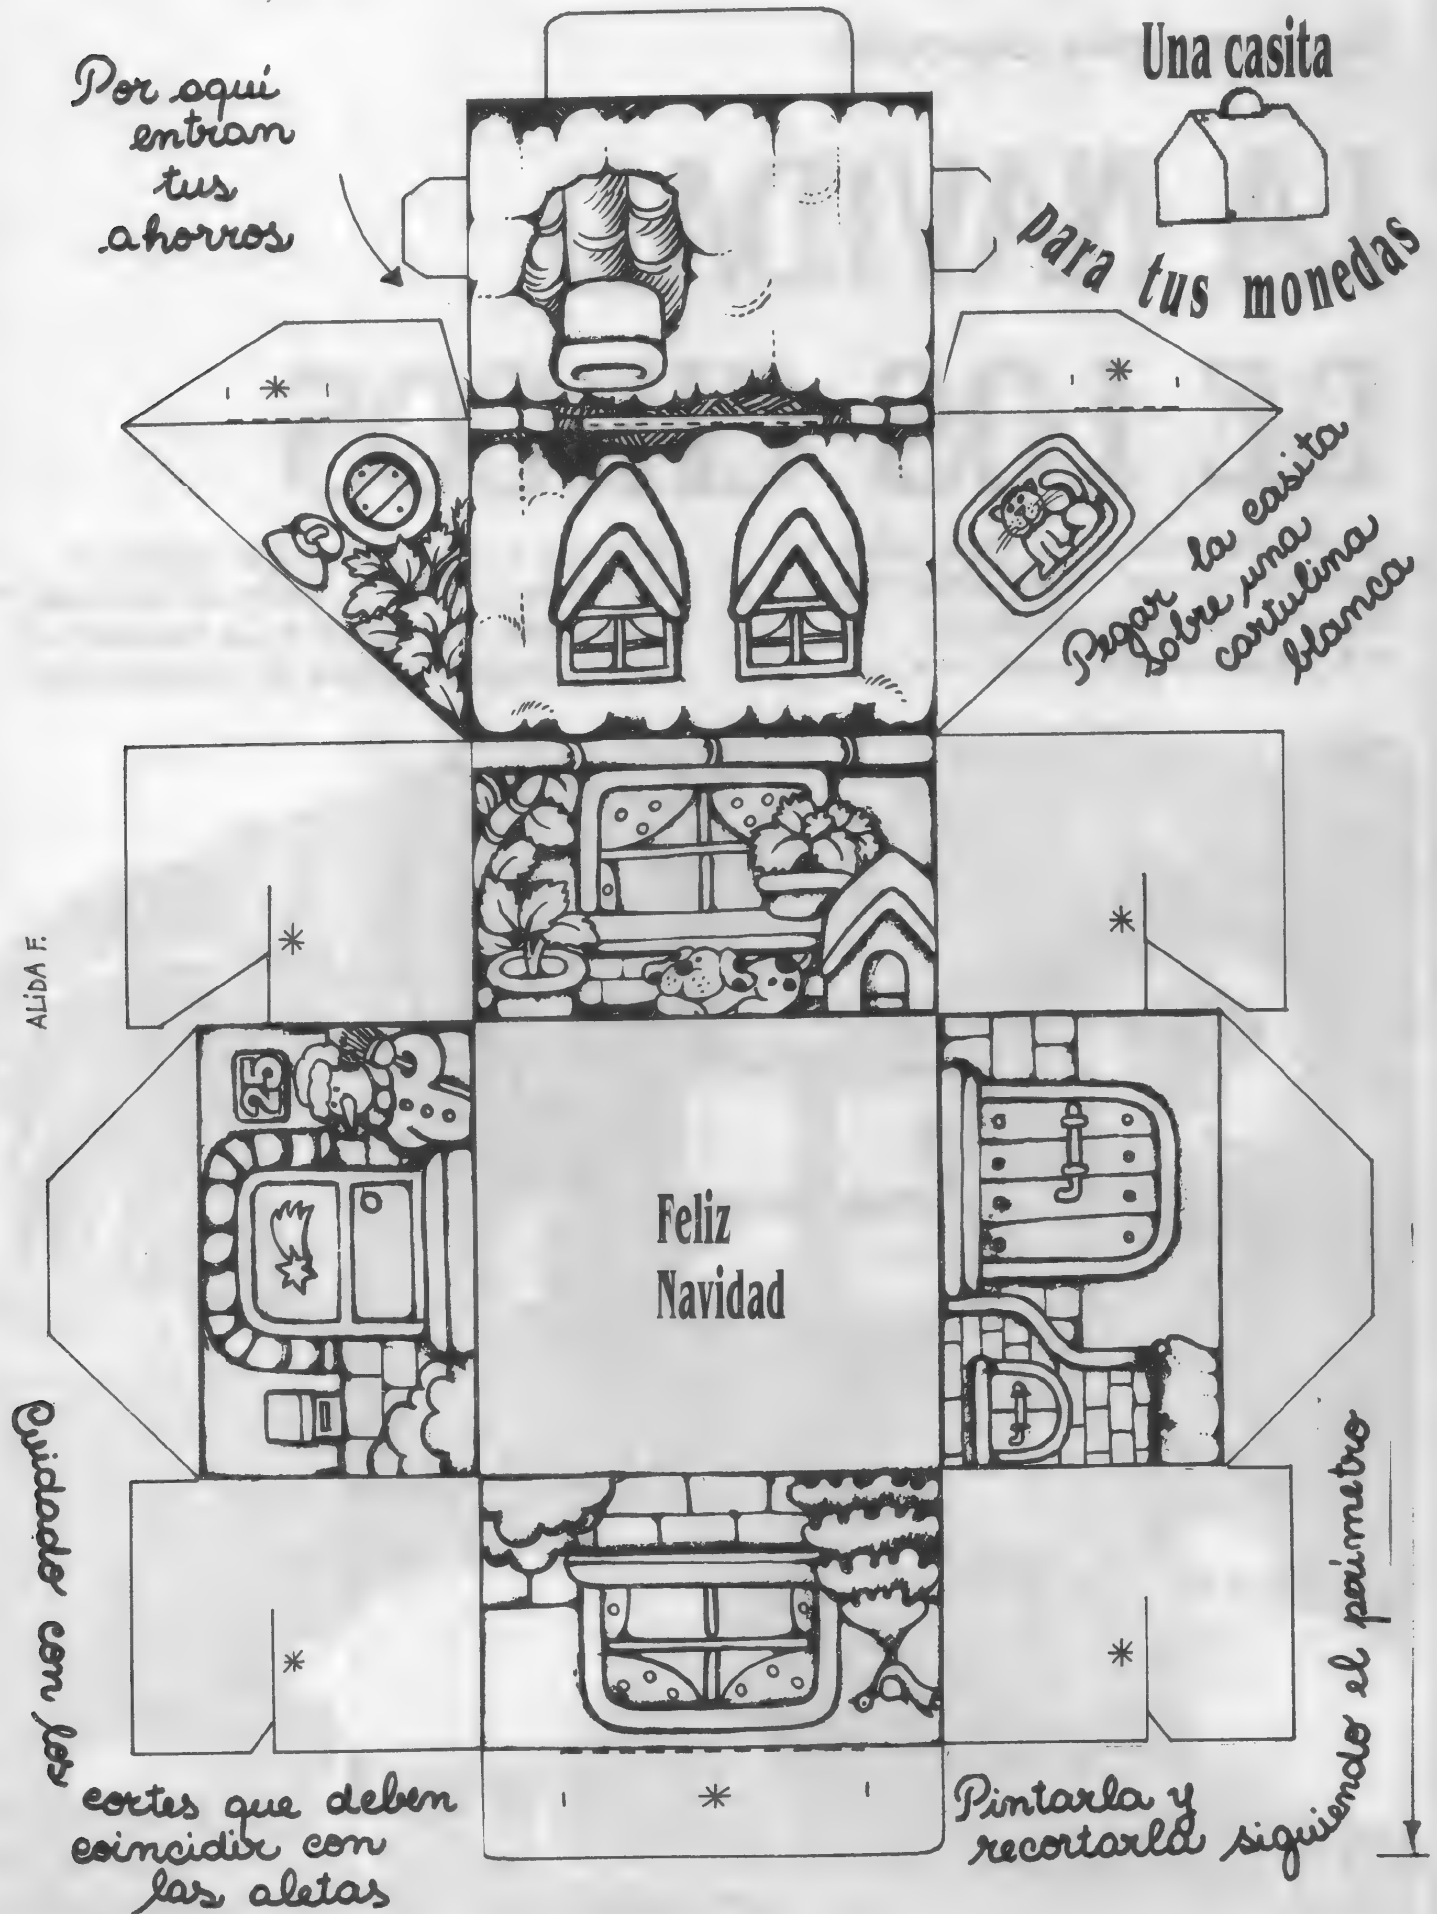 Una casita
para tus monedas
Por aquí
entran
tus
ahorros
Pegar la casita
sobre una
cartulina
blanca
ALIDA F.
25
Feliz
Navidad
Cuidado con los
cortes que deben
coincidir con
las aletas
Pintarla y
recortarla siguiendo el paímetro